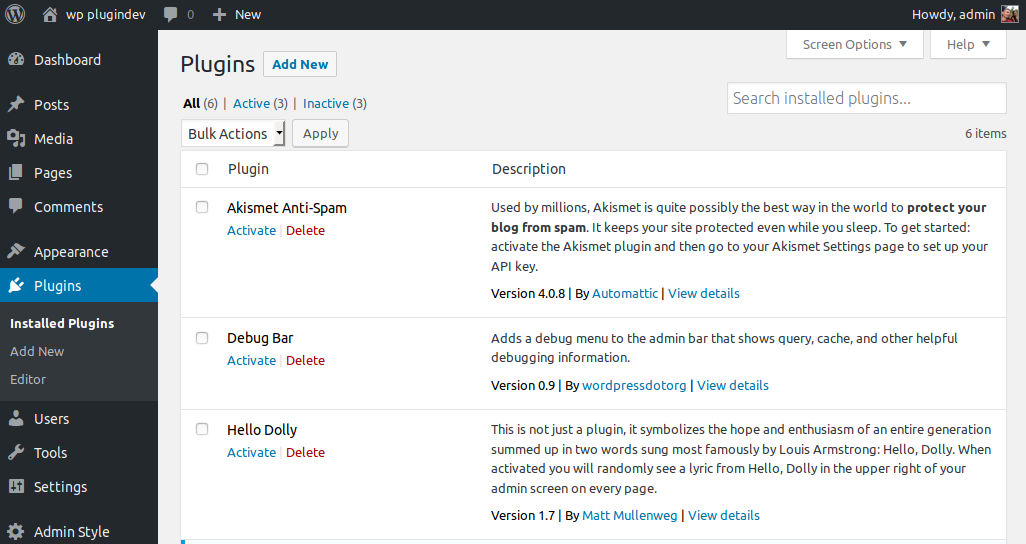 wp plugindev 0 New Howdy, admin
Screen Options Help
Dashboard
Posts
Media
Pages
Comments
Appearance
Plugins
Installed Plugins
Add New
Editor
Users
Tools
Settings
Admin Style
Plugins Add New
All (6) | Active (3) | Inactive (3)
Search installed plugins...
Bulk Actions Apply
6 items
Plugin Description
Akismet Anti-Spam
Activate | Delete
Used by millions, Akismet is quite possibly the best way in the world to protect your
blog from spam. It keeps your site protected even while you sleep. To get started:
activate the Akismet plugin and then go to your Akismet Settings page to set up your
API key.
Version 4.0.8 | By Automattic | View details
Debug Bar
Activate | Delete
Adds a debug menu to the admin bar that shows query, cache, and other helpful
debugging information.
Version 0.9 | By wordpressdotorg | View details
Hello Dolly
Activate | Delete
This is not just a plugin, it symbolizes the hope and enthusiasm of an entire generation
summed up in two words sung most famously by Louis Armstrong: Hello, Dolly. When
activated you will randomly see a lyric from Hello, Dolly in the upper right of your
admin screen on every page.
Version 1.7 | By Matt Mullenweg | View details